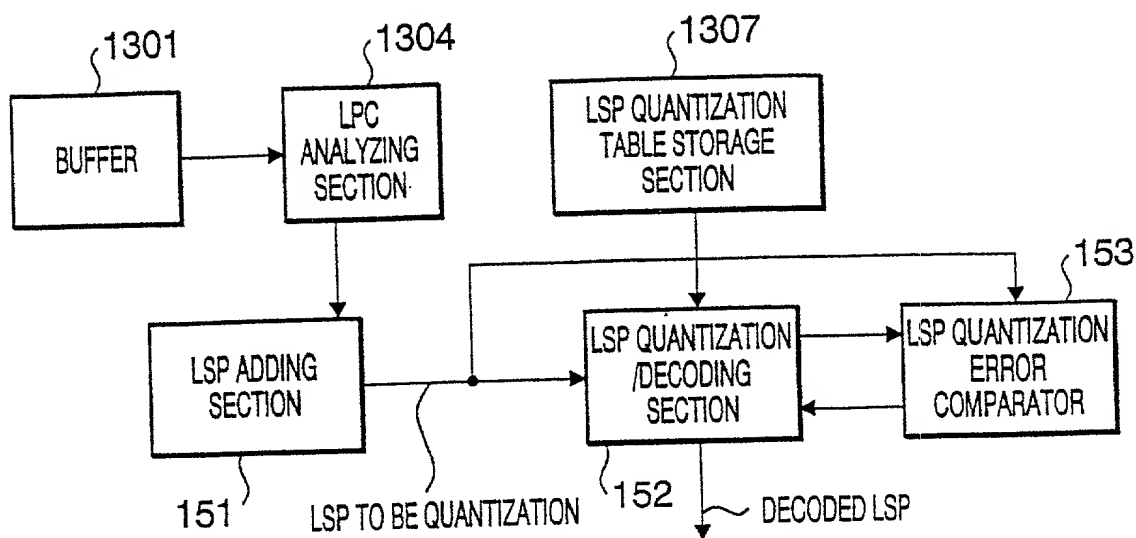 1301
1304
1307
BUFFER
LPC
ANALYZING
SECTION
LSP QUANTIZATION
TABLE STORAGE
SECTION
153
LSP ADDING
SECTION
LSP QUANTIZATION
/DECODING
SECTION
LSP QUANTIZATION
ERROR
COMPARATOR
151
LSP TO BE QUANTIZATION
152
DECODED LSP